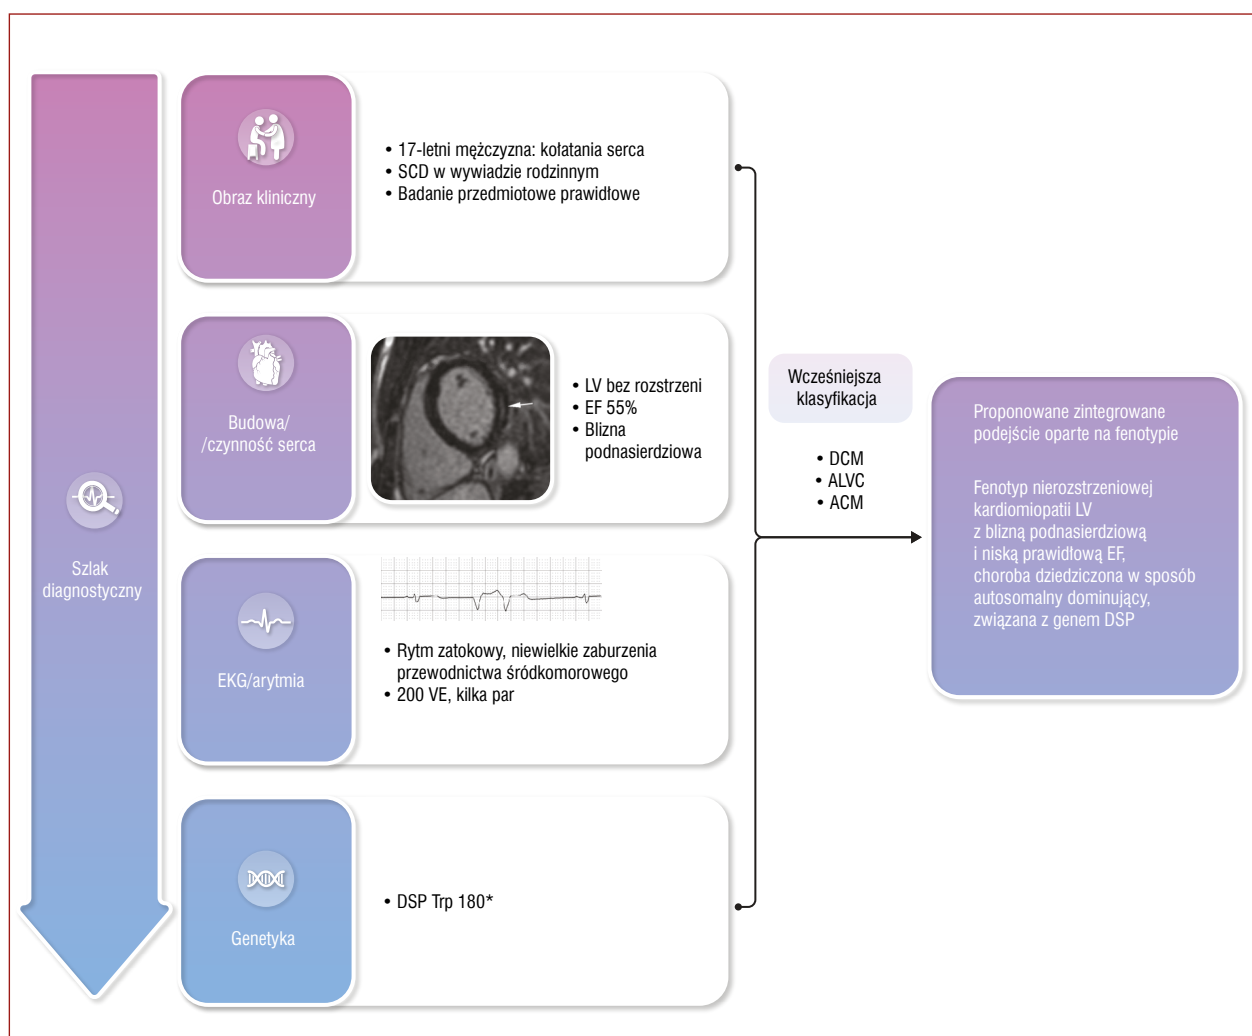 Szlak
diagnostyczny
Obraz kliniczny
• 17-letni mężczyzna: kołatania serca
• SCD w wywiadzie rodzinnym
• Badanie przedmiotowe prawidłowe
Budowa/
/czynność serca
• LV bez rozstrzeni
• EF 55%
• Blizna
podnasierdziowa
EKG/arytmia
• Rytm zatokowy, niewielkie zaburzenia
przewodnictwa śródkomorowego
• 200 VE, kilka par
Genetyka
• DSP Trp 180*
Wcześniejsza
klasyfikacja
• DCM
• ALVC
• ACM
Proponowane zintegrowane
podejście oparte na fenotypie
Fenotyp nierozstrzeniowej
kardiomiopatii LV
z blizną podnasierdziową
i niską prawidłową EF,
choroba dziedziczona w sposób
autosomalny dominujący,
związana z genem DSP